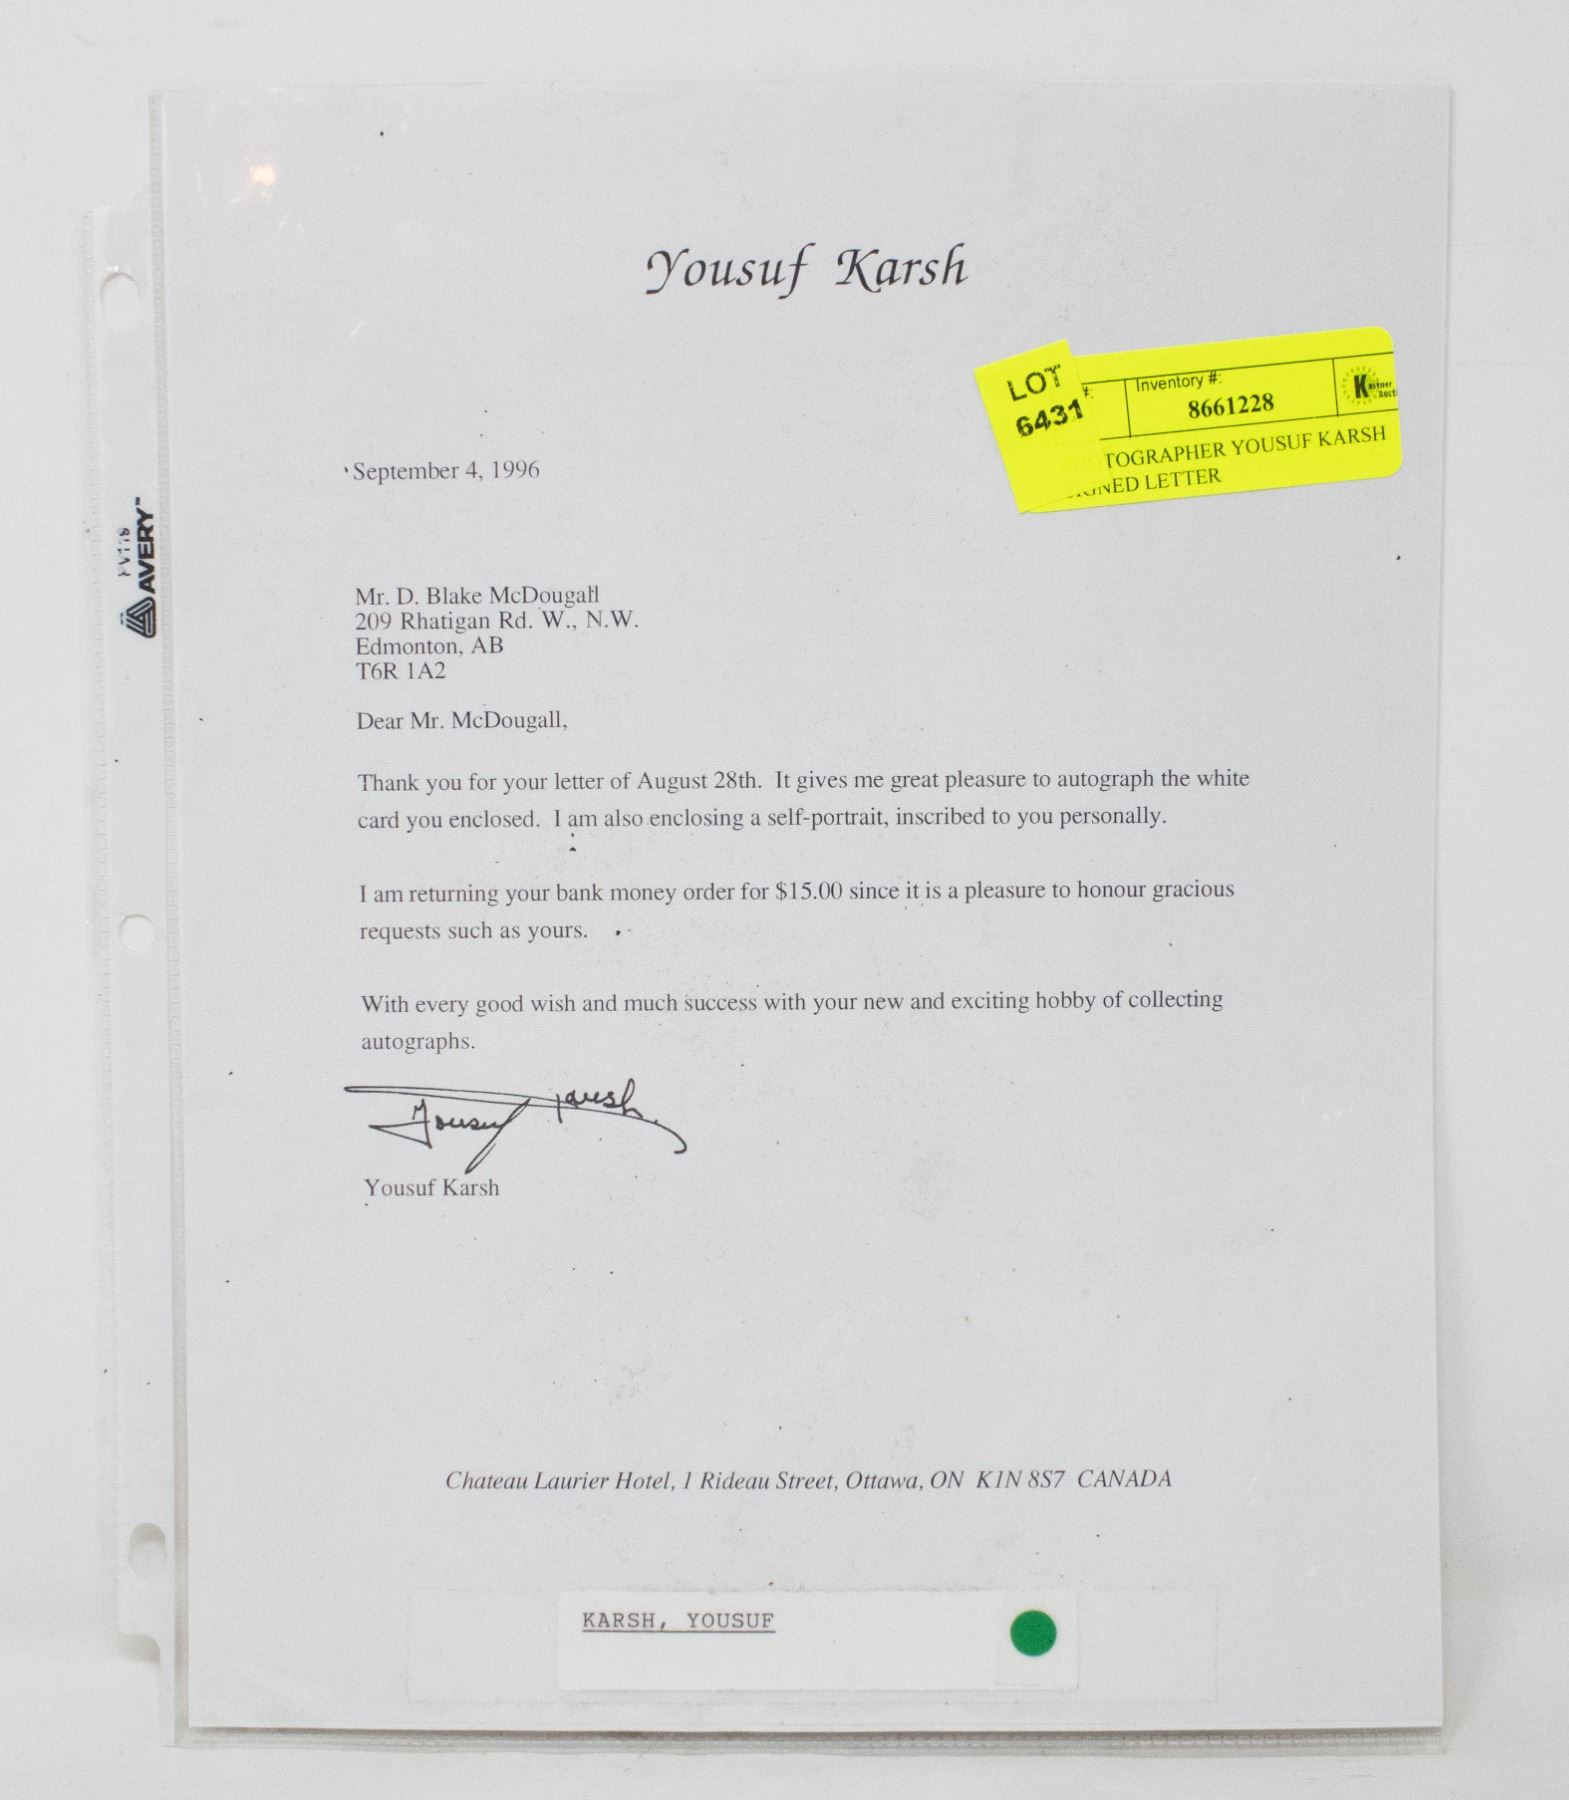 Yousuf Karsh
LOT
6431
#:
Inventory #:
8661228
Kastner
Aucti
TOGRAPHER YOUSUF KARSH
NED LETTER
September 4, 1996
AVERY™
Mr. D. Blake McDougall
209 Rhatigan Rd. W., N.W.
Edmonton, AB
T6R 1A2
Dear Mr. McDougall,
Thank you for your letter of August 28th. It gives me great pleasure to autograph the white
card you enclosed. I am also enclosing a self-portrait, inscribed to you personally.
I am returning your bank money order for $15.00 since it is a pleasure to honour gracious
requests such as yours.
With every good wish and much success with your new and exciting hobby of collecting
autographs.
Yousuf Karsh
Yousuf Karsh
Chateau Laurier Hotel, 1 Rideau Street, Ottawa, ON K1N 8S7 CANADA
KARSH, YOUSUF